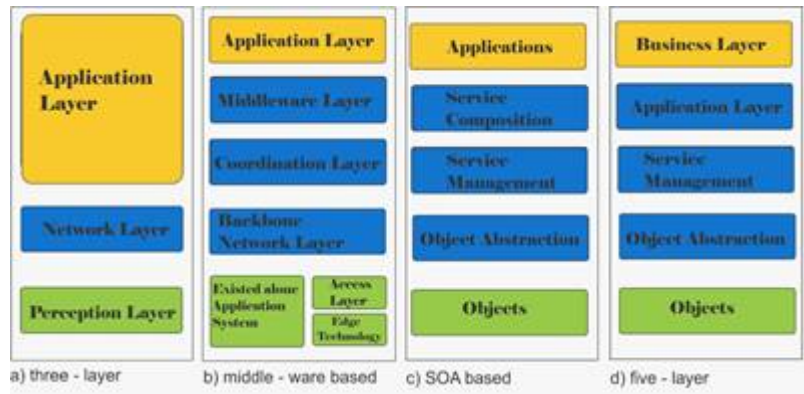 Application
Layer
Network Layer
Perception Layer
a) three - layer
Application Layer
Middleware Layer
Coordination Layer
Backbone
Network Layer
Existed alone
Application
System
Access
Layer
Edge
Technology
b) middle - ware based
Applications
Service
Composition
Service
Management
Object Abstraction
Objects
c) SOA based
Business Layer
Application Layer
Service
Management
Object Abstraction
Objects
d) five - layer